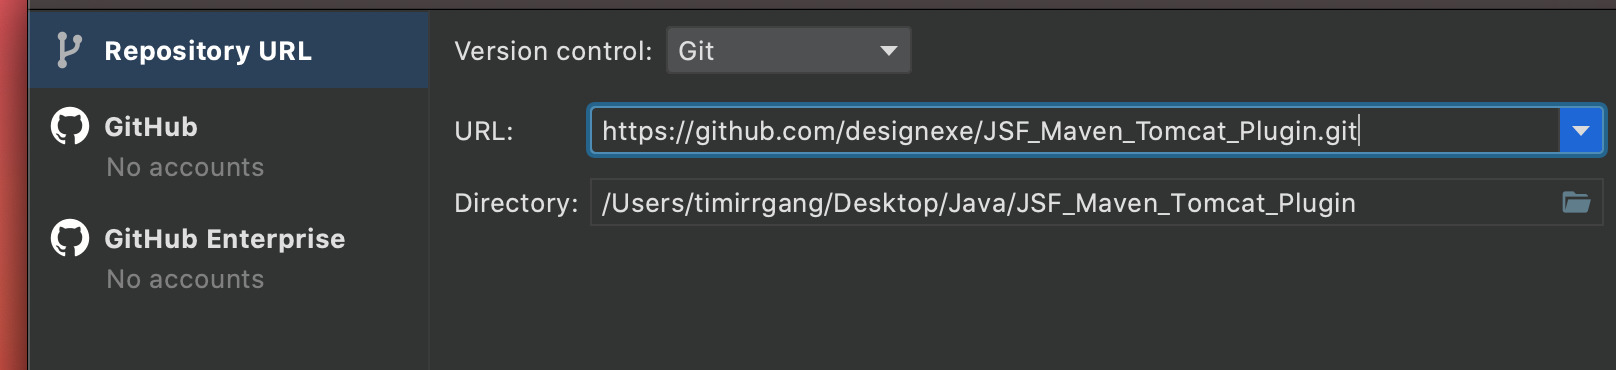 Repository URL
GitHub
No accounts
GitHub Enterprise
No accounts
Version control: Git
URL: https://github.com/designexe/JSF_Maven_Tomcat_Plugin.git
Directory: /Users/timirrgang/Desktop/Java/JSF_Maven_Tomcat_Plugin